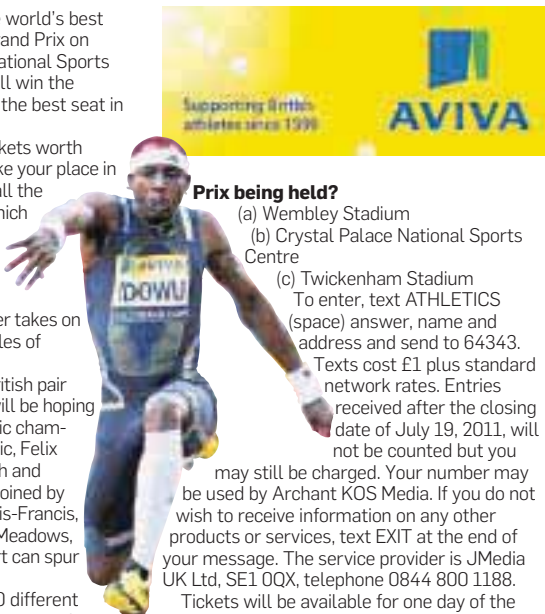 e world's best
and Prix on
ational Sports
ll win the
the best seat in
kets worth
ke your place in
all the
hich
er takes on
les of
itish pair
will be hoping
ic cham-
ic, Felix
h and
oined by
is-Francis,
Meadows,
rt can spur
0 different
Supporting British
athletes since 1999
AVIVA
AVIVA
DOWU
Prix being held?
(a) Wembley Stadium
(b) Crystal Palace National Sports
Centre
(c) Twickenham Stadium
To enter, text ATHLETICS
(space) answer, name and
address and send to 64343.
Texts cost £1 plus standard
network rates. Entries
received after the closing
date of July 19, 2011, will
not be counted but you
may still be charged. Your number may
be used by Archant KOS Media. If you do not
wish to receive information on any other
products or services, text EXIT at the end of
your message. The service provider is JMedia
UK Ltd, SE1 0QX, telephone 0844 800 1188.
Tickets will be available for one day of the